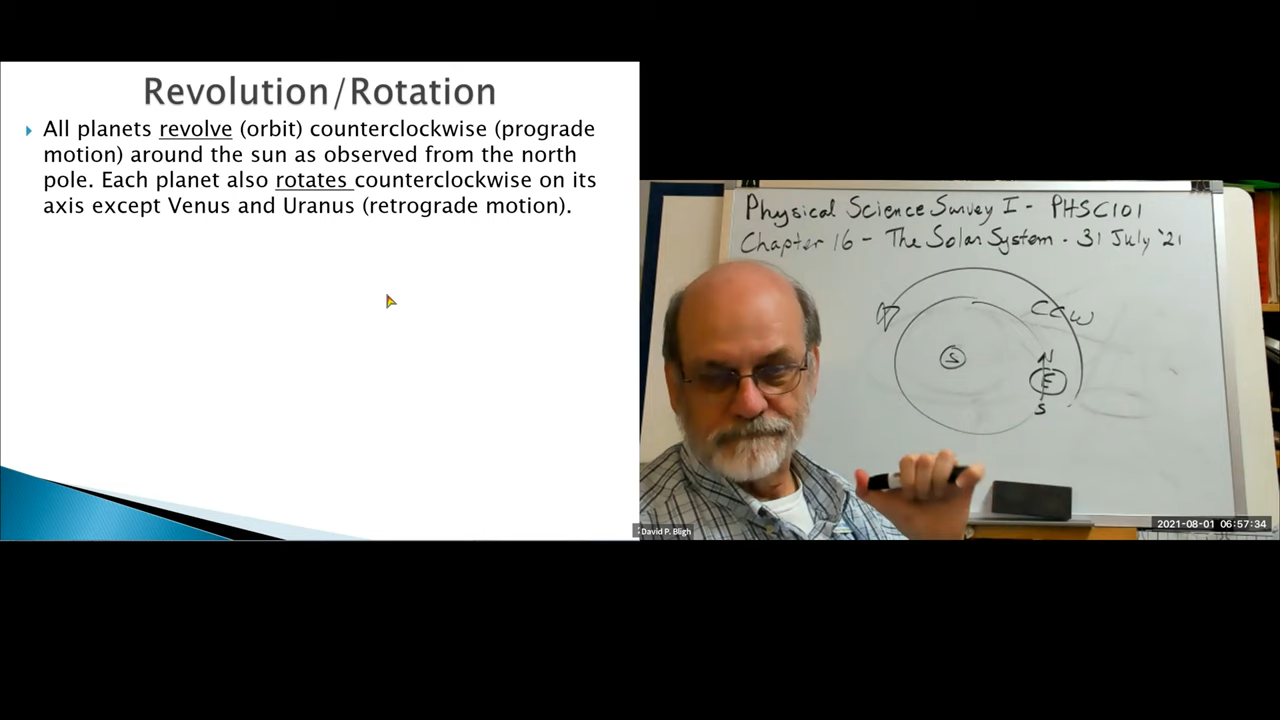 Revolution/Rotation
All planets revolve (orbit) counterclockwise (prograde
motion) around the sun as observed from the north
pole. Each planet also rotates counterclockwise on its
axis except Venus and Uranus (retrograde motion).
Physical Science Survey I - PHSC101
Chapter 16 - The Solar System - 31 July '21
CCW
S
N
E
S
David P. Bligh
2021-08-01 06:57:34